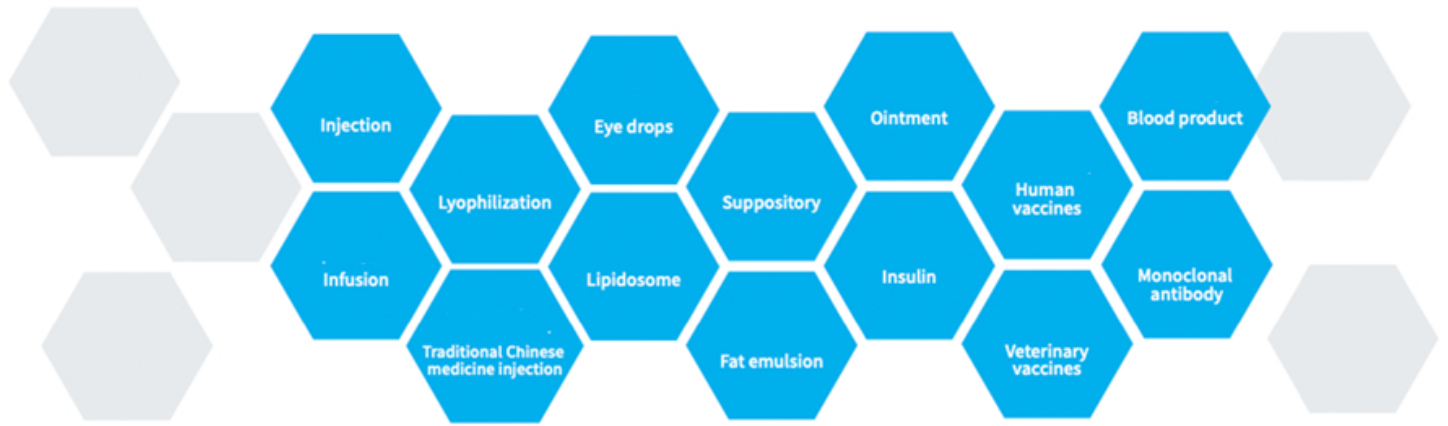 Injection
Eye drops
Ointment
Blood product
Lyophilization
Suppository
Human
vaccines
Infusion
Lipidosome
Insulin
Monoclonal
antibody
Traditional Chinese
medicine injection
Fat emulsion
Veterinary
vaccines